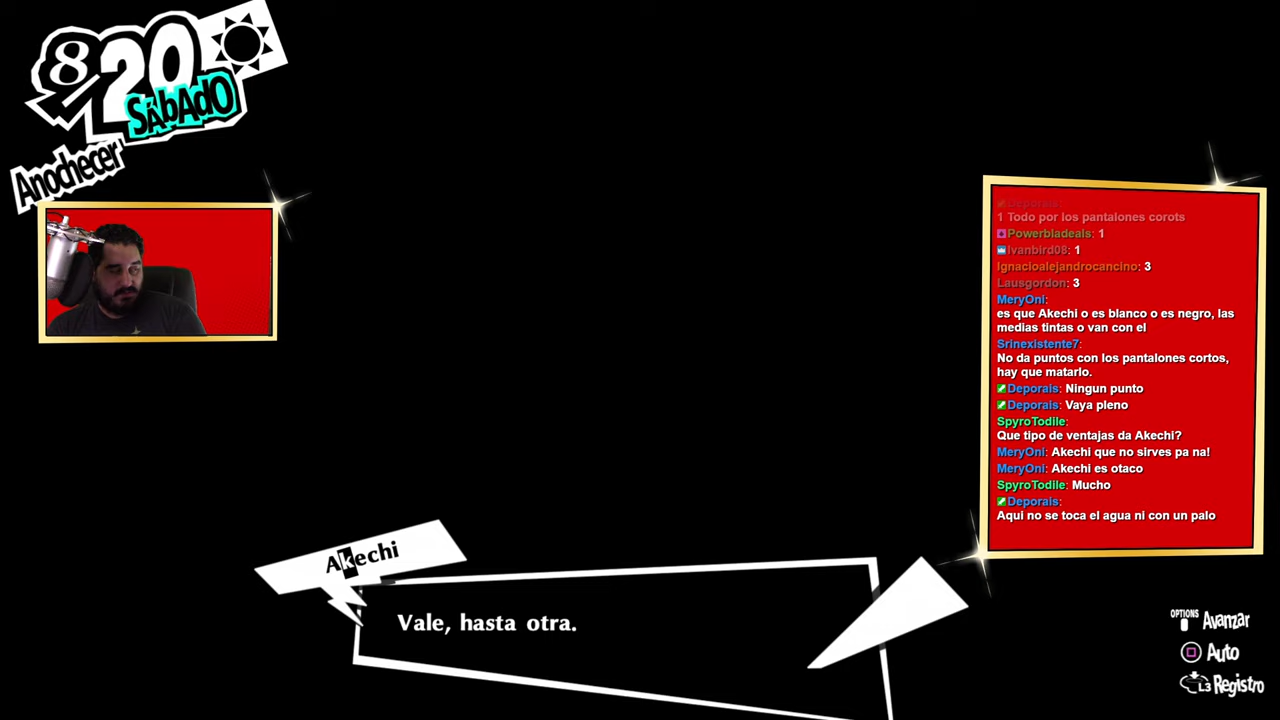 8/20
SábAdO
Anochecer
Deporais:
1 Todo por los pantalones corots
Powerbladeals: 1
Ivanbird08: 1
Ignacioalejandrocancino: 3
Lausgordon: 3
MeryOni:
es que Akechi o es blanco o es negro, las
medias tintas o van con el
Srinexistente7:
No da puntos con los pantalones cortos,
hay que matarlo.
Deporais: Ningun punto
Deporais: Vaya pleno
SpyroTodile:
Que tipo de ventajas da Akechi?
MeryOni: Akechi que no sirves pa na!
MeryOni: Akechi es otaco
SpyroTodile: Mucho
Deporais:
Aqui no se toca el agua ni con un palo
Akechi
Vale, hasta otra.
OPTIONS Avanzar
Auto
L3 Registro